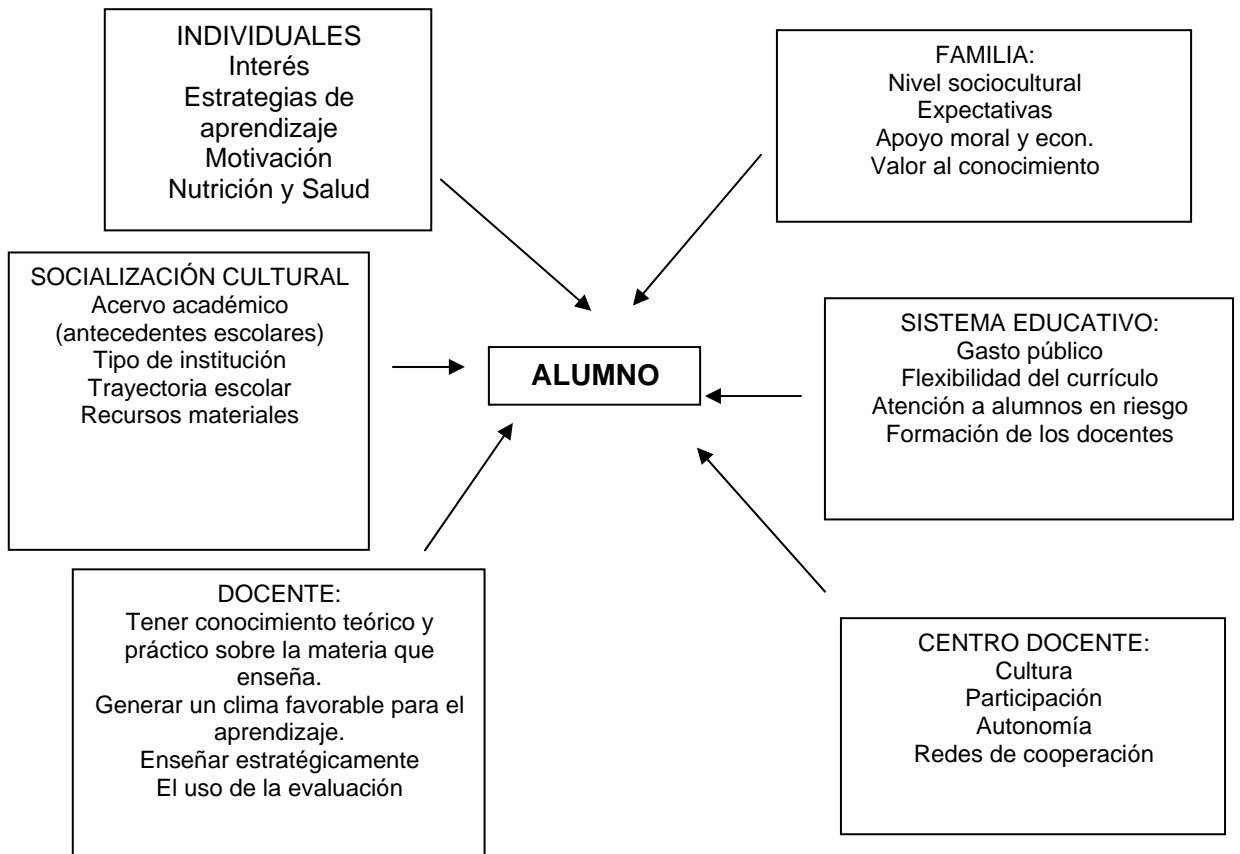 INDIVIDUALES
Interés
Estrategias de
aprendizaje
Motivación
Nutrición y Salud
FAMILIA:
Nivel sociocultural
Expectativas
Apoyo moral y econ.
Valor al conocimiento
SOCIALIZACIÓN CULTURAL
Acervo académico
(antecedentes escolares)
Tipo de institución
Trayectoria escolar
Recursos materiales
ALUMNO
SISTEMA EDUCATIVO:
Gasto público
Flexibilidad del currículo
Atención a alumnos en riesgo
Formación de los docentes
DOCENTE:
Tener conocimiento teórico y
práctico sobre la materia que
enseña.
Generar un clima favorable para el
aprendizaje.
Enseñar estratégicamente
El uso de la evaluación
CENTRO DOCENTE:
Cultura
Participación
Autonomía
Redes de cooperación